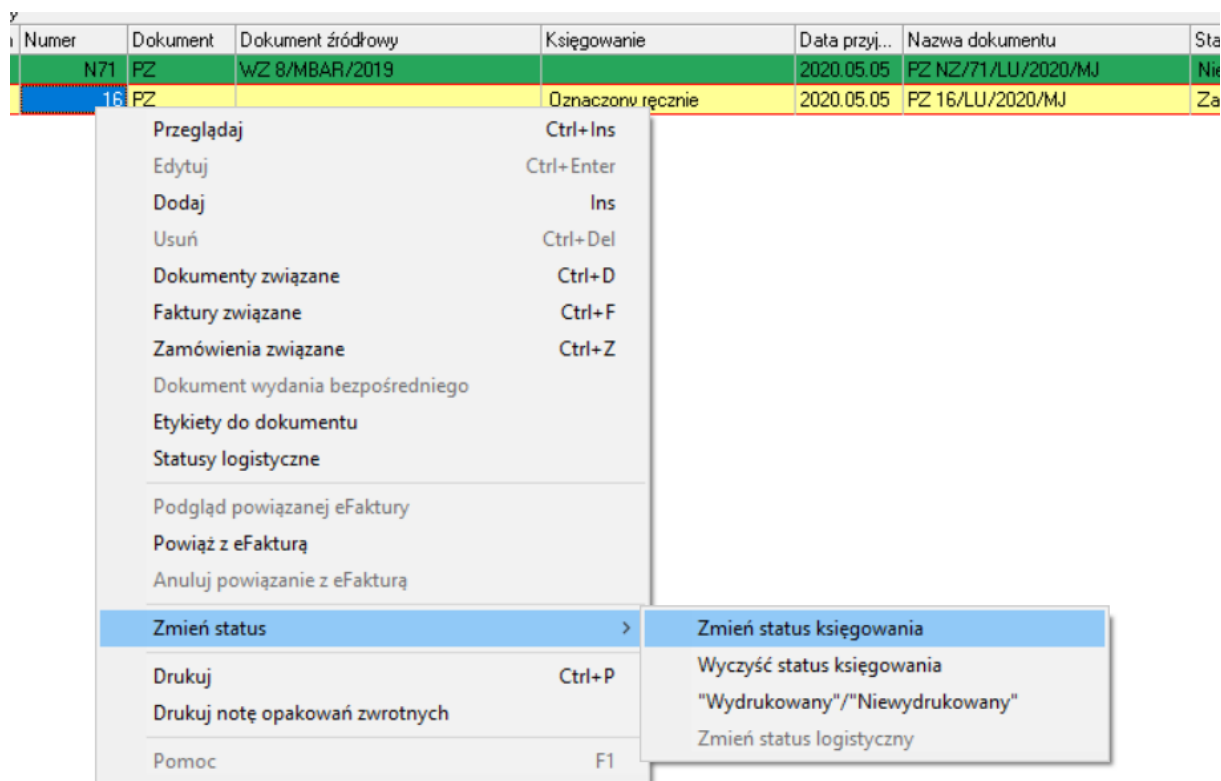 Numer Dokument Dokument źródłowy Księgowanie Data przyj... Nazwa dokumentu
N71 PZ WZ 8/MBAR/2019 2020.05.05 PZ NZ/71/LU/2020/MJ
16 PZ Oznaczony ręcznie 2020.05.05 PZ 16/LU/2020/MJ
Przeglądaj Ctrl+Ins
Edytuj Ctrl+Enter
Dodaj Ins
Usuń Ctrl+Del
Dokumenty związane Ctrl+D
Faktury związane Ctrl+F
Zamówienia związane Ctrl+Z
Dokument wydania bezpośredniego
Etykiety do dokumentu
Statusy logistyczne
Podgląd powiązanej eFaktury
Powiąż z eFakturą
Anuluj powiązanie z eFakturą
Zmień status > Zmień status księgowania
Wyczyść status księgowania
"Wydrukowany"/"Niewydrukowany"
Zmień status logistyczny
Drukuj Ctrl+P
Drukuj notę opakowań zwrotnych
Pomoc F1